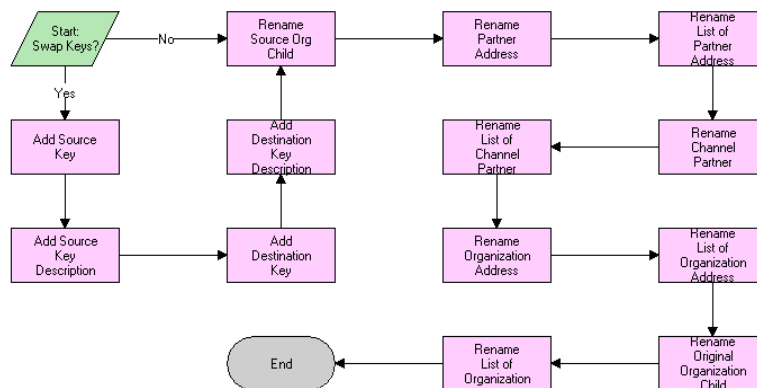 Start:
Swap Keys?
No
Rename
Source Org
Child
Rename
Partner
Address
Rename
List of
Partner
Address
Yes
Add Source
Key
Add
Destination
Key
Description
Rename
List of
Channel
Partner
Rename
Channel
Partner
Add Source
Key
Description
Add
Destination
Key
Rename
Organization
Address
Rename
List of
Organization
Address
End
Rename
List of
Organization
Rename
Original
Organization
Child